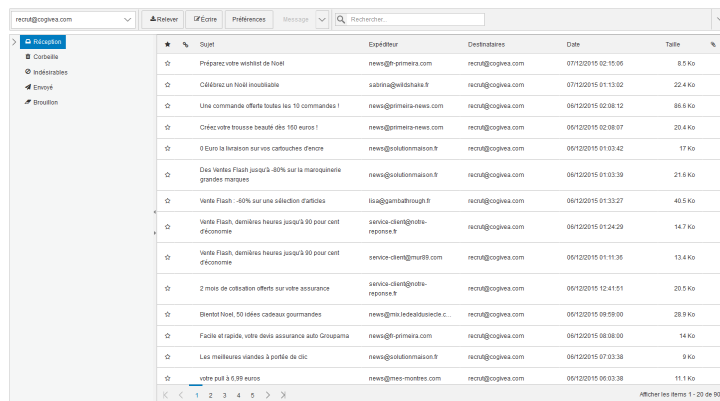 recrut@cogivea.com Relever Écrire Préférences Message Rechercher...
Réception
Corbeille
Indésirables
Envoyé
Brouillon
Sujet Expéditeur Destinataires Date Taille
Préparez votre wishlist de Noël news@fr-primeira.com recrut@cogivea.com 07/12/2015 02:15:06 8.5 Ko
Célébrez un Noël inoubliable sabrina@wildshake.fr recrut@cogivea.com 07/12/2015 01:13:02 22.4 Ko
Une commande offerte toutes les 10 commandes ! news@primeira-news.com recrut@cogivea.com 06/12/2015 02:08:12 86.6 Ko
Créez votre trousse beauté dès 160 euros ! news@primeira-news.com recrut@cogivea.com 06/12/2015 02:08:07 20.4 Ko
0 Euro la livraison sur vos cartouches d'encre news@solutionmaison.fr recrut@cogivea.com 06/12/2015 01:03:42 17 Ko
Des Ventes Flash jusqu'à -80% sur la maroquinerie
grandes marques news@solutionmaison.fr recrut@cogivea.com 06/12/2015 01:03:39 21.6 Ko
Vente Flash : -60% sur une sélection d'articles lisa@gambathrough.fr recrut@cogivea.com 06/12/2015 01:33:27 40.5 Ko
Vente Flash, dernières heures jusqu'à 90 pour cent
d'économie service-client@notre-
reponse.fr recrut@cogivea.com 06/12/2015 01:24:29 14.7 Ko
Vente Flash, dernières heures jusqu'à 90 pour cent
d'économie service-client@mur89.com recrut@cogivea.com 06/12/2015 01:11:36 13.4 Ko
2 mois de cotisation offerts sur votre assurance service-client@notre-
reponse.fr recrut@cogivea.com 06/12/2015 12:41:51 20.5 Ko
Bientot Noel, 50 idées cadeaux gourmandes news@mix.ledealdusiecle.c... recrut@cogivea.com 06/12/2015 09:59:00 28.9 Ko
Facile et rapide, votre devis assurance auto Groupama news@fr-primeira.com recrut@cogivea.com 06/12/2015 08:08:00 14 Ko
Les meilleures viandes à portée de clic news@solutionmaison.fr recrut@cogivea.com 06/12/2015 07:03:38 9 Ko
votre pull à 6,99 euros news@mes-montres.com recrut@cogivea.com 06/12/2015 06:03:38 11.1 Ko
1 2 3 4 5 Afficher les items 1 - 20 de 90